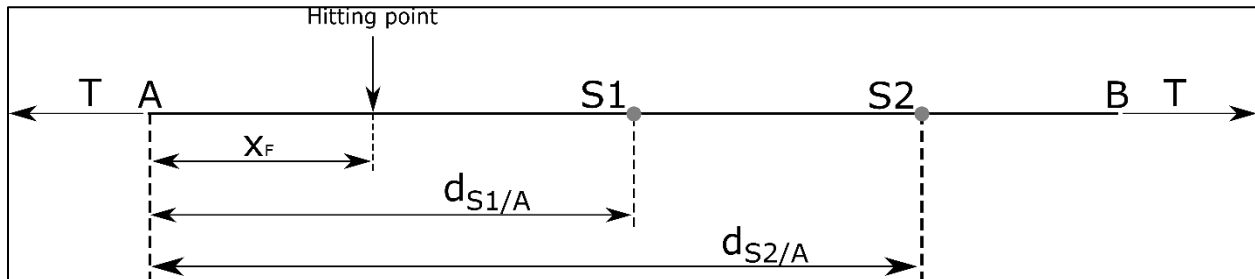 Hitting point
T A S1 S2 B T
xF
dS1/A
dS2/A